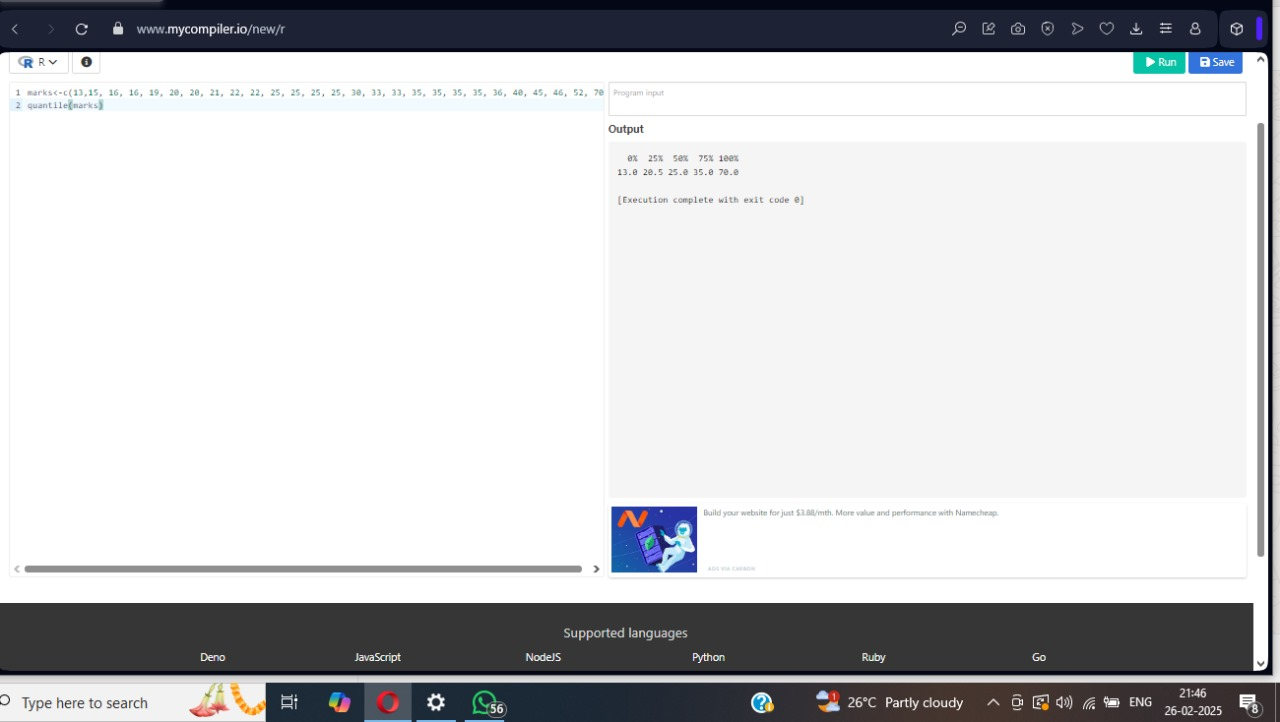 www.mycompiler.io/new/r
R
Run
Save
1 marks<-c(13,15, 16, 16, 19, 20, 20, 21, 22, 22, 25, 25, 25, 25, 30, 33, 33, 35, 35, 35, 35, 36, 40, 45, 46, 52, 70
2 quantile(marks)
Program input
Output
0% 25% 50% 75% 100%
13.0 20.5 25.0 35.0 70.0
[Execution complete with exit code 0]
Build your website for just $3.88/mth. More value and performance with Namecheap.
ADS VIA CARBON
Supported languages
Deno JavaScript NodeJS Python Ruby Go
Type here to search
56
1
26°C Partly cloudy
ENG
21:46
26-02-2025
8